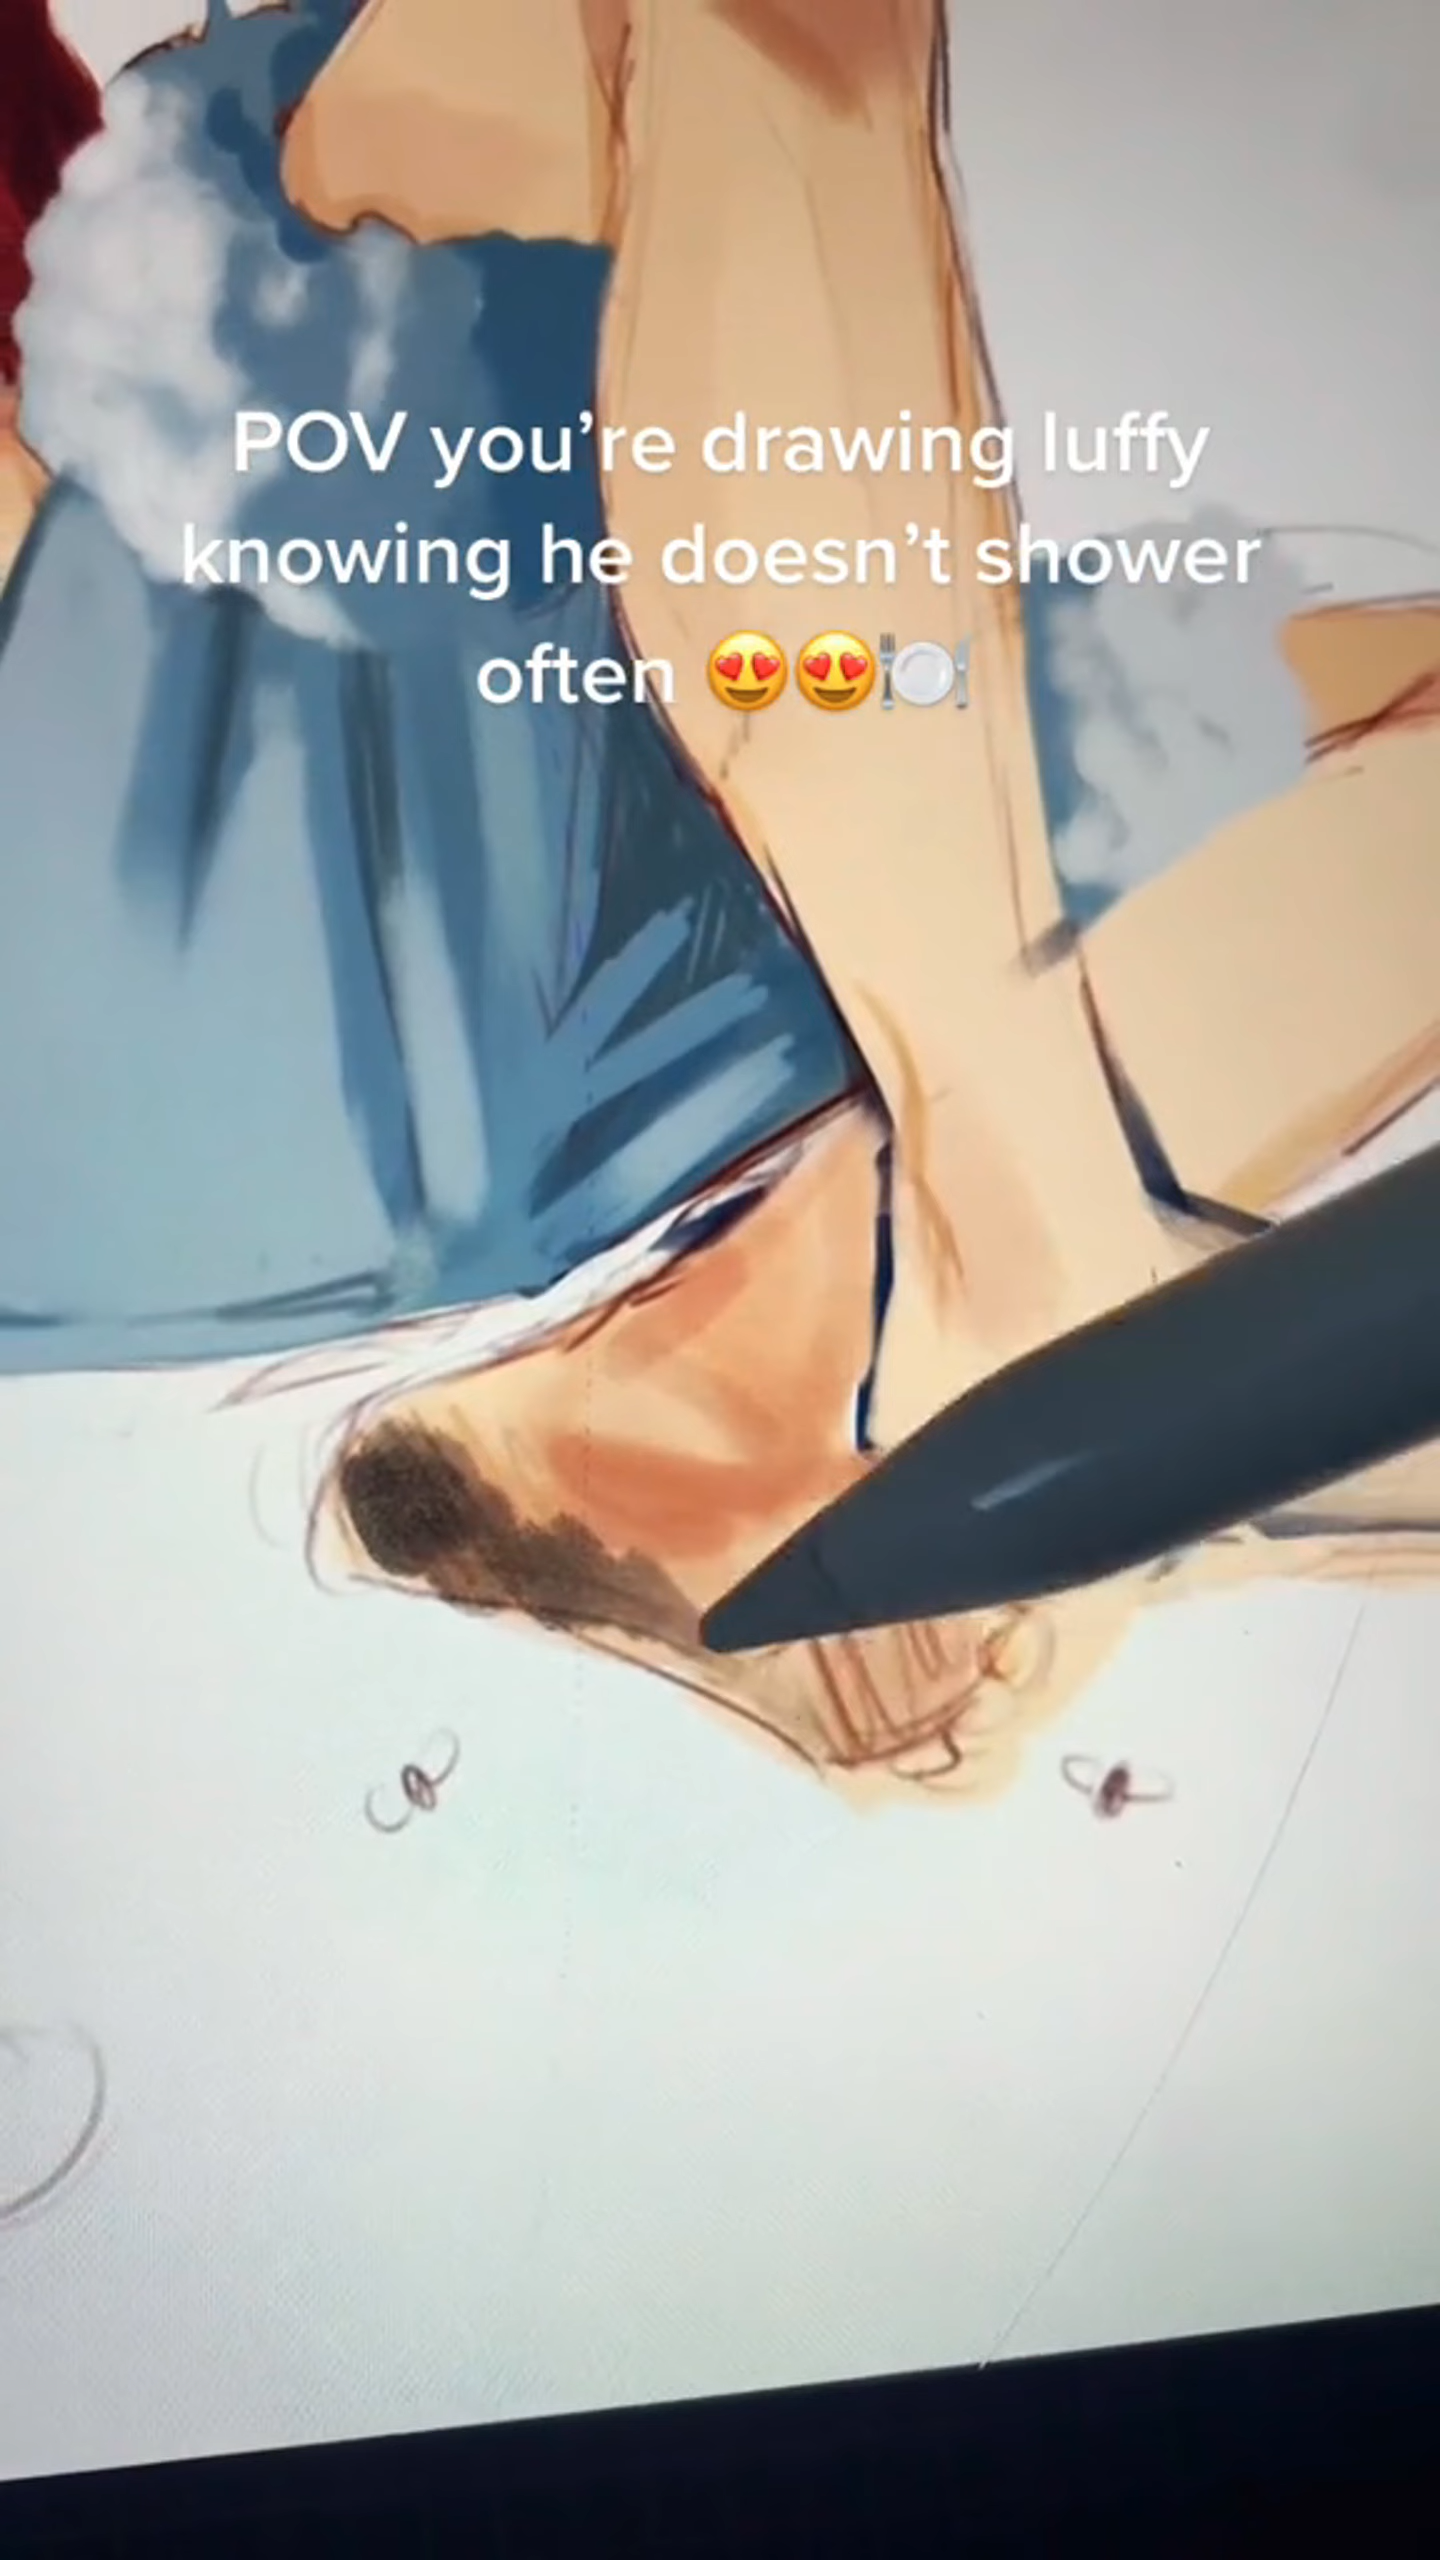 POV you’re drawing luffy
knowing he doesn’t shower
often 😍😍🍽️